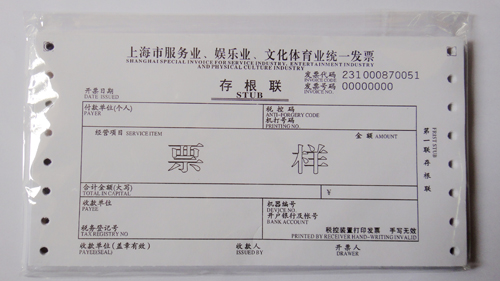 上海市服务业、娱乐业、文化体育业统一发票
SHANGHAI SPECIAL INVOICE FOR SERVICE INDUSTRY, ENTERTAINMENT INDUSTRY
AND PHYSICAL CULTURE INDUSTRY
发票代码 231000870051
INVOICE CODE
存根联 发票号码 00000000
STUB INVOICE NO.
开票日期
DATE ISSUED
付款单位(个人) 税控码
PAYER ANTI-FORGERY CODE
机打号码
PRINTING NO.
经营项目 SERVICE ITEM 金额 AMOUNT
票样
合计金额(大写) ¥
TOTAL IN CAPITAL
收款单位 机器编号
PAYEE DEVICE NO.
开户银行及帐号
BANK ACCOUNT
税务登记号
TAX REGISTRY NO
税控装置打印发票 手写无效
PRINTED BY RECEIVER HAND-WRITING INVALID
收款单位(盖章有效) 收款人 开票人
PAYEE(SEAL) ISSUED BY DRAWER
第一联存根联
FIRST STUB